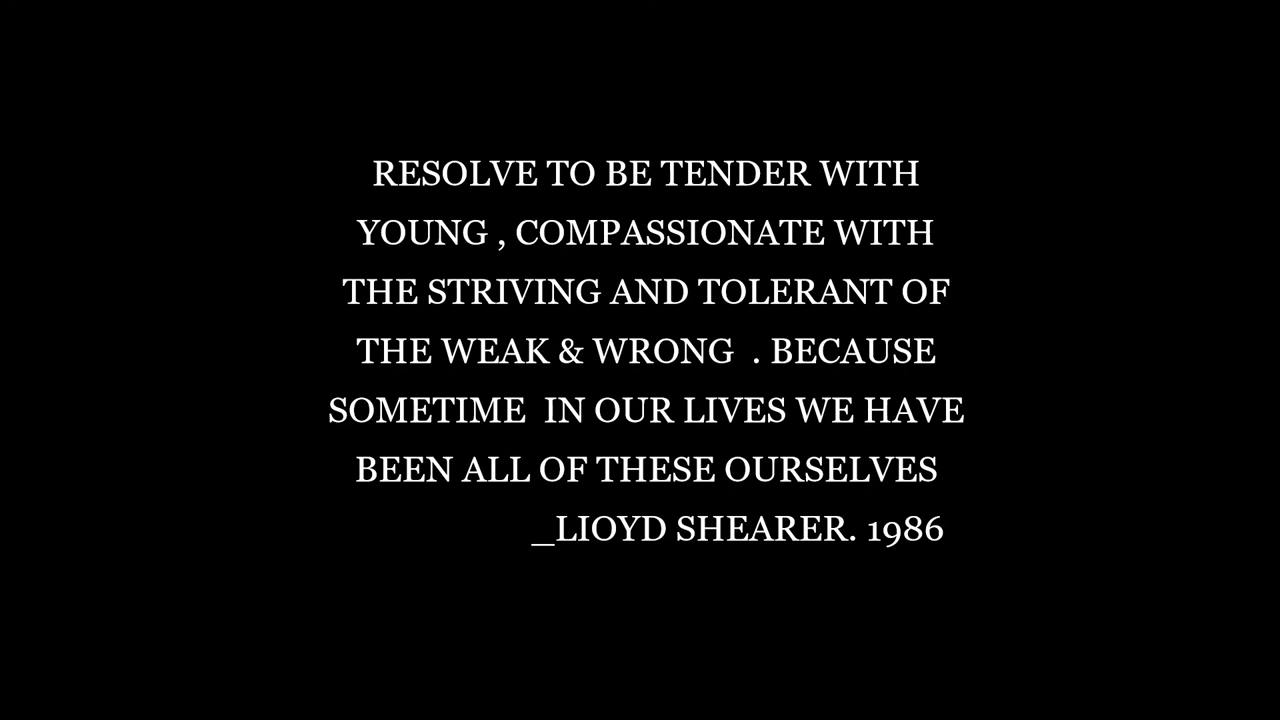 RESOLVE TO BE TENDER WITH
YOUNG , COMPASSIONATE WITH
THE STRIVING AND TOLERANT OF
THE WEAK & WRONG  . BECAUSE
SOMETIME  IN OUR LIVES WE HAVE
BEEN ALL OF THESE OURSELVES
_LIOYD SHEARER. 1986